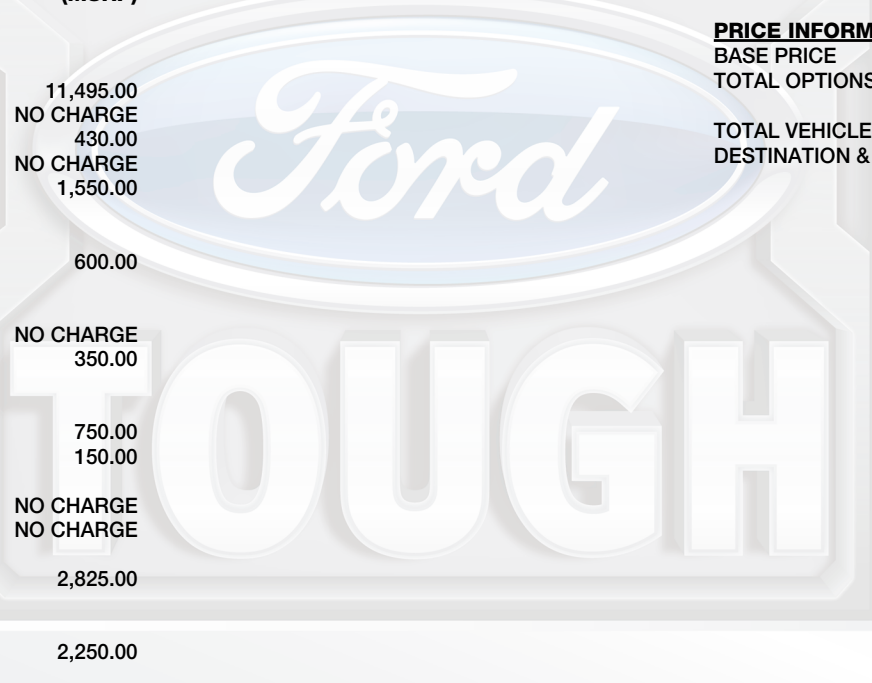 PRICE INFORM
BASE PRICE
TOTAL OPTIONS
TOTAL VEHICLE
DESTINATION &
11,495.00
NO CHARGE
430.00
NO CHARGE
1,550.00
600.00
NO CHARGE
350.00
750.00
150.00
NO CHARGE
NO CHARGE
2,825.00
2,250.00
Ford
TOUGH